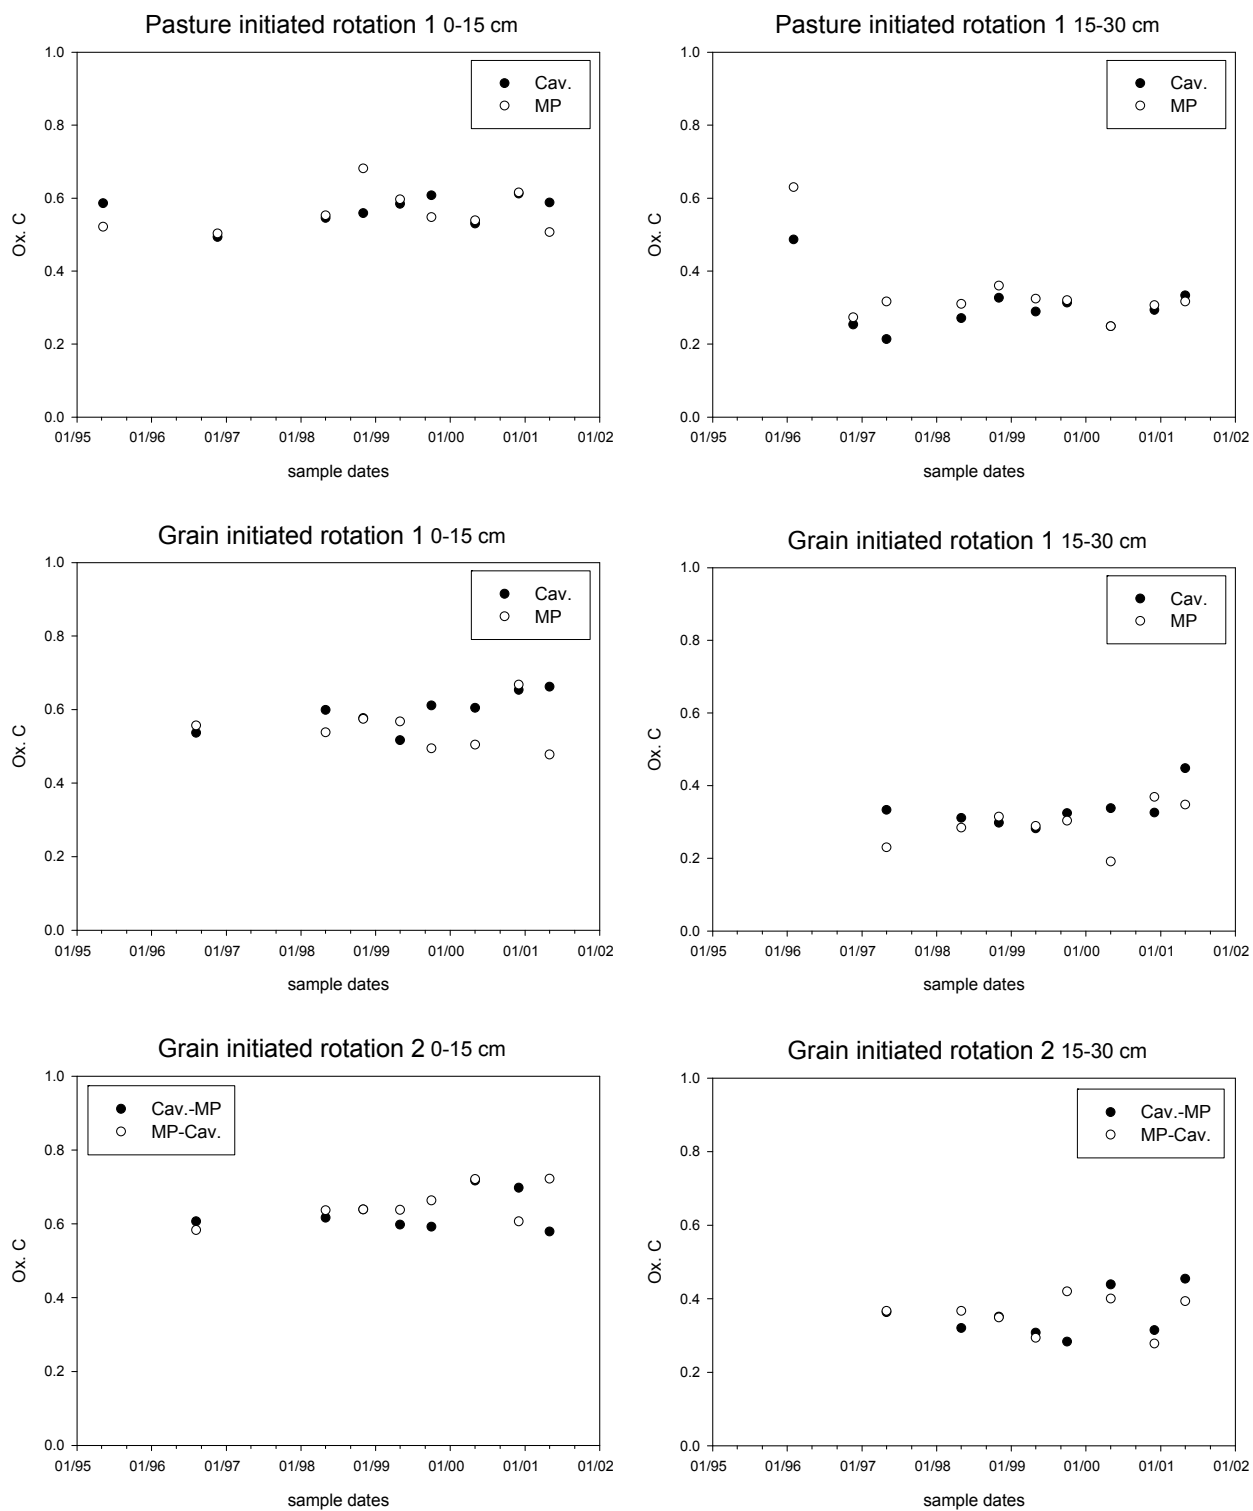 Pasture initiated rotation 1 0-15 cm
1.0
0.8
0.6
0.4
0.2
0.0
Ox. C
Cav.
MP
01/95 01/96 01/97 01/98 01/99 01/00 01/01 01/02
sample dates
Pasture initiated rotation 1 15-30 cm
1.0
0.8
0.6
0.4
0.2
0.0
Ox. C
Cav.
MP
01/95 01/96 01/97 01/98 01/99 01/00 01/01 01/02
sample dates
Grain initiated rotation 1 0-15 cm
1.0
0.8
0.6
0.4
0.2
0.0
Ox. C
Cav.
MP
01/95 01/96 01/97 01/98 01/99 01/00 01/01 01/02
sample dates
Grain initiated rotation 1 15-30 cm
1.0
0.8
0.6
0.4
0.2
0.0
Ox. C
Cav.
MP
01/95 01/96 01/97 01/98 01/99 01/00 01/01 01/02
sample dates
Grain initiated rotation 2 0-15 cm
1.0
0.8
0.6
0.4
0.2
0.0
Ox. C
Cav.-MP
MP-Cav.
01/95 01/96 01/97 01/98 01/99 01/00 01/01 01/02
sample dates
Grain initiated rotation 2 15-30 cm
1.0
0.8
0.6
0.4
0.2
0.0
Ox. C
Cav.-MP
MP-Cav.
01/95 01/96 01/97 01/98 01/99 01/00 01/01 01/02
sample dates